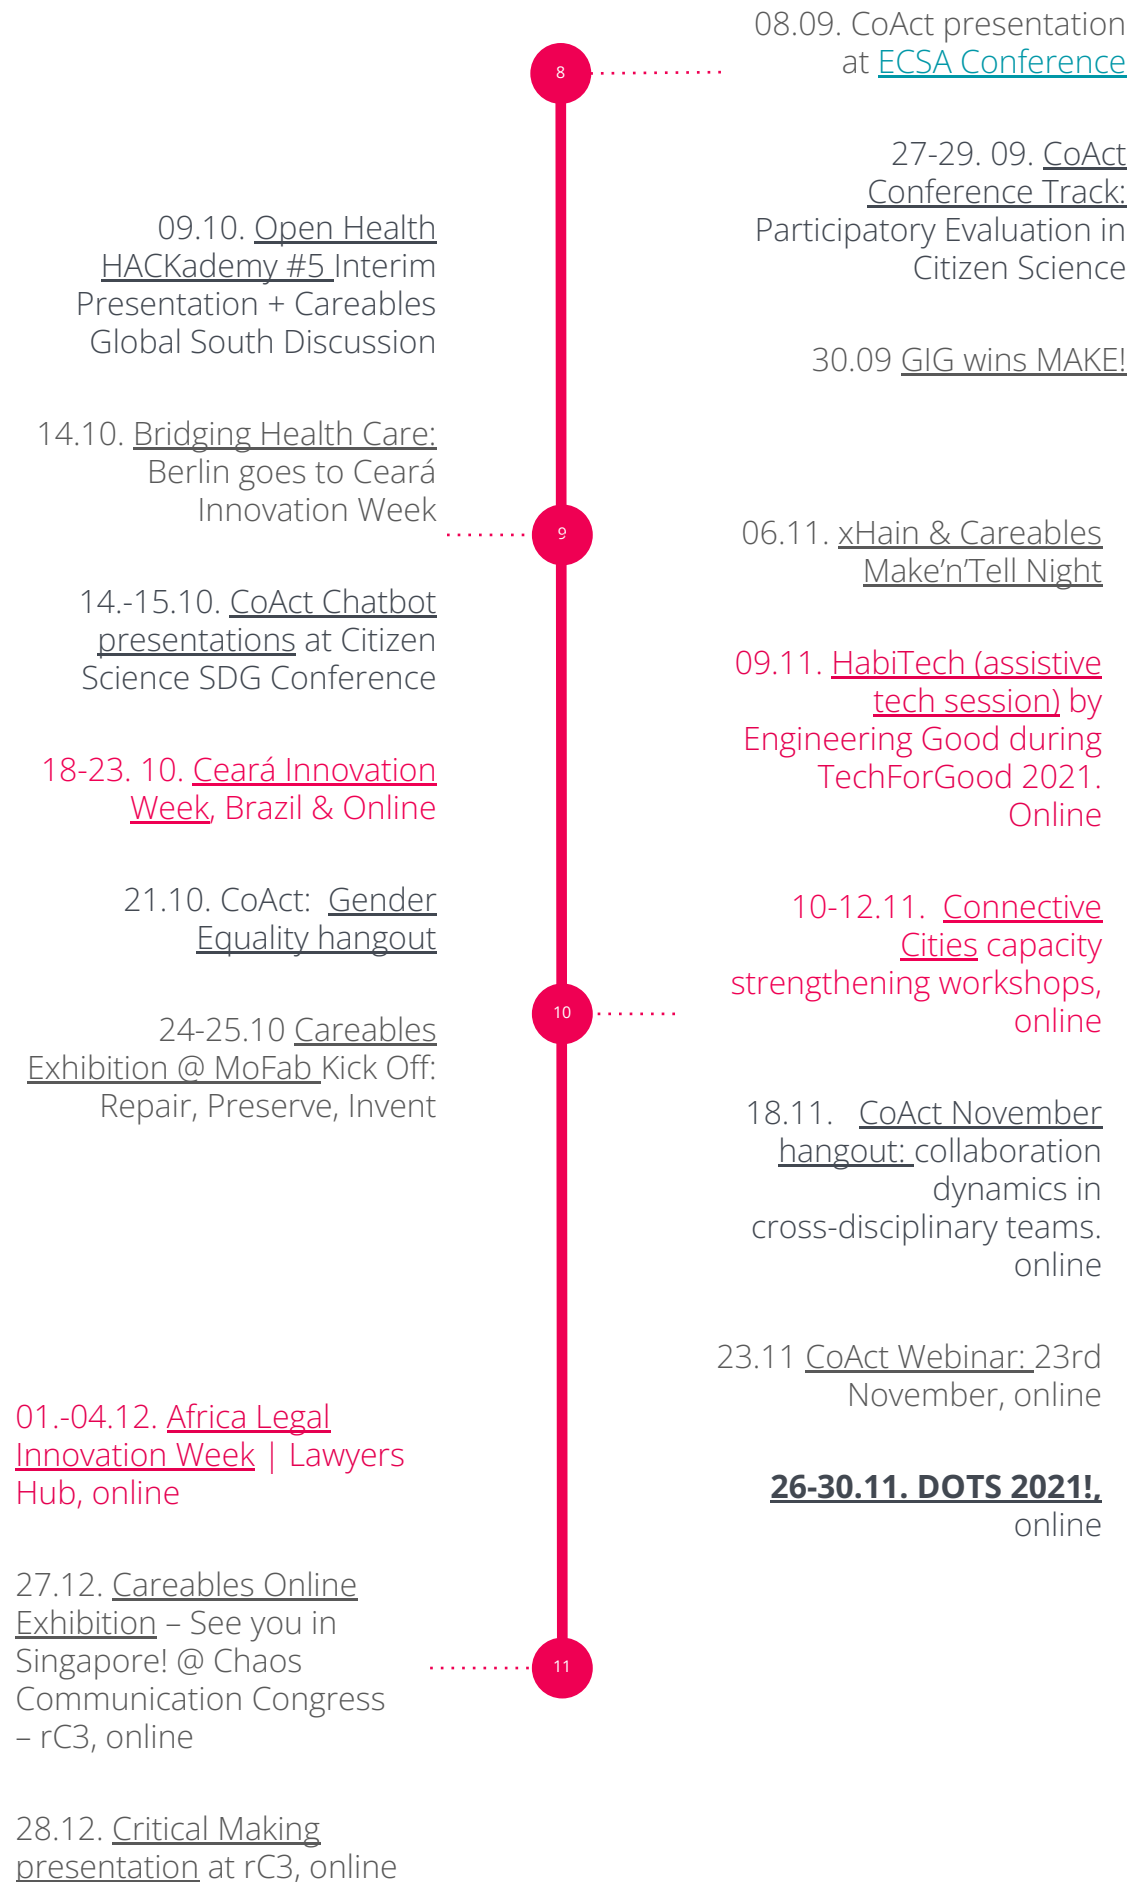 8
08.09. CoAct presentation
at ECSA Conference
27-29. 09. CoAct
Conference Track:
Participatory Evaluation in
Citizen Science
30.09 GIG wins MAKE!
09.10. Open Health
HACKademy #5 Interim
Presentation + Careables
Global South Discussion
14.10. Bridging Health Care:
Berlin goes to Ceará
Innovation Week
14.-15.10. CoAct Chatbot
presentations at Citizen
Science SDG Conference
18-23. 10. Ceará Innovation
Week, Brazil & Online
21.10. CoAct: Gender
Equality hangout
24-25.10 Careables
Exhibition @ MoFab Kick Off:
Repair, Preserve, Invent
9
06.11. xHain & Careables
Make’n’Tell Night
09.11. HabiTech (assistive
tech session) by
Engineering Good during
TechForGood 2021.
Online
10-12.11. Connective
Cities capacity
strengthening workshops,
online
18.11. CoAct November
hangout: collaboration
dynamics in
cross-disciplinary teams.
online
23.11 CoAct Webinar: 23rd
November, online
26-30.11. DOTS 2021!,
online
10
01.-04.12. Africa Legal
Innovation Week | Lawyers
Hub, online
27.12. Careables Online
Exhibition – See you in
Singapore! @ Chaos
Communication Congress
– rC3, online
28.12. Critical Making
presentation at rC3, online
11